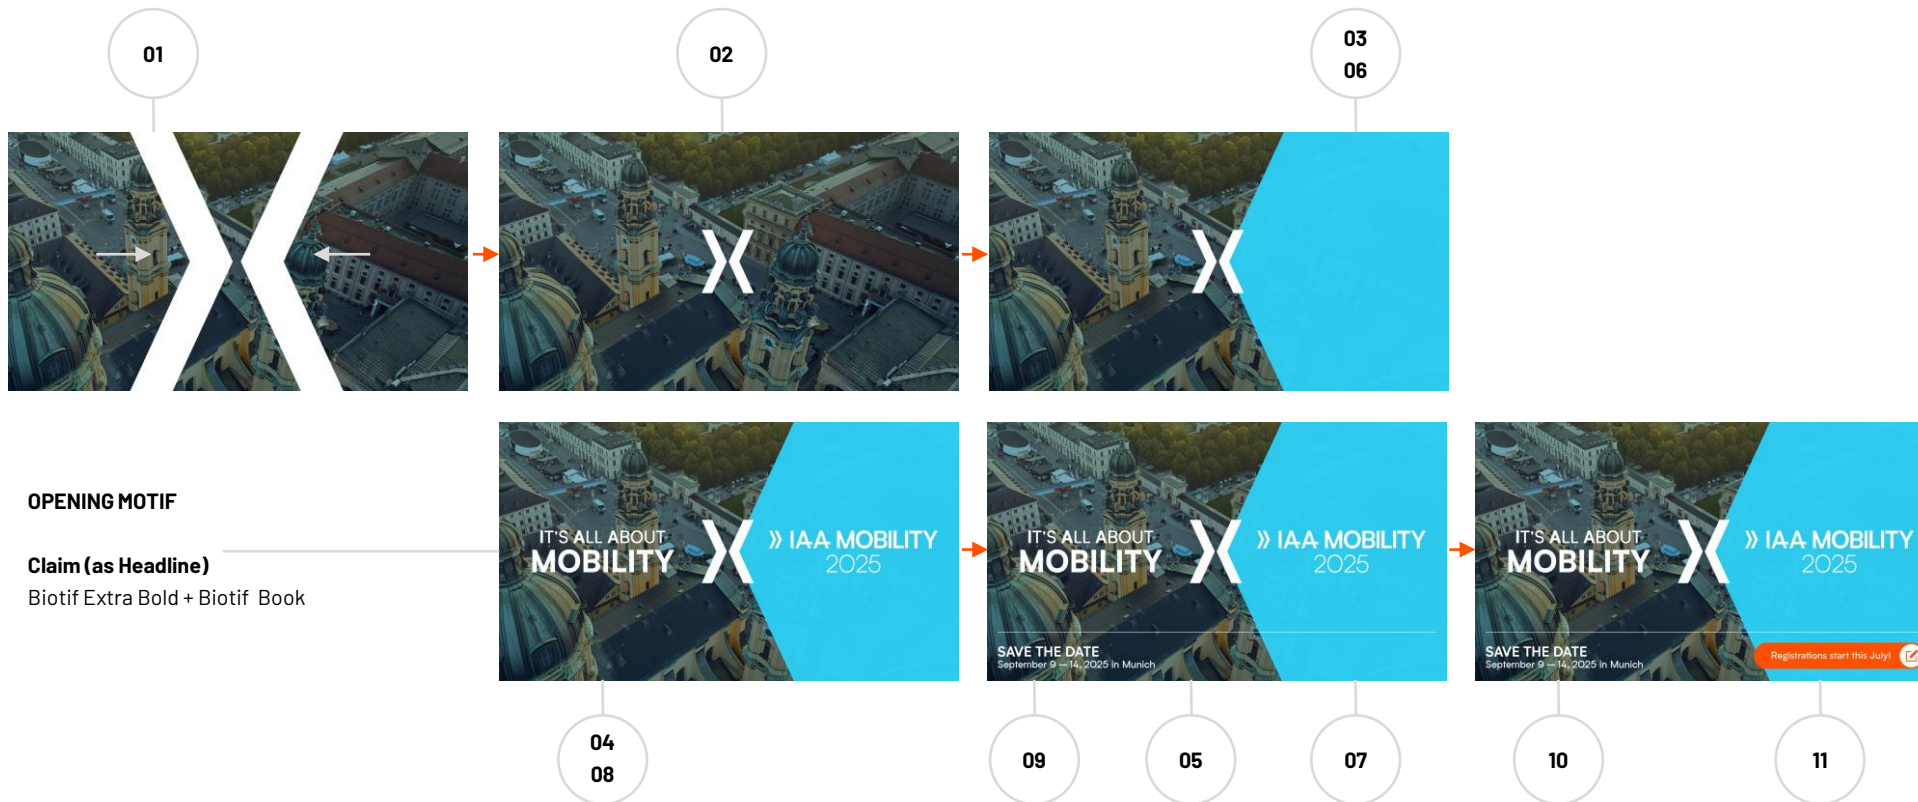 01
02
03
06
OPENING MOTIF
Claim (as Headline)
Biotif Extra Bold + Biotif Book
IT'S ALL ABOUT
MOBILITY
IAA MOBILITY
2025
IT'S ALL ABOUT
MOBILITY
IAA MOBILITY
2025
SAVE THE DATE
September 9 – 14, 2025 in Munich
IT'S ALL ABOUT
MOBILITY
IAA MOBILITY
2025
SAVE THE DATE
September 9 – 14, 2025 in Munich
Registrations start this July!
04
08
09
05
07
10
11